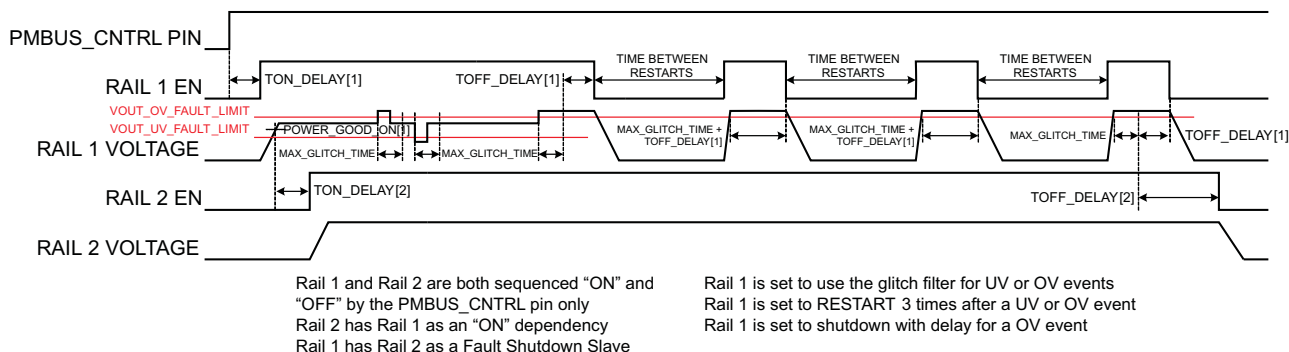 PMBUS_CNTRL PIN
RAIL 1 EN
TON_DELAY[1]
TOFF_DELAY[1]
TIME BETWEEN
RESTARTS
TIME BETWEEN
RESTARTS
TIME BETWEEN
RESTARTS
VOUT_OV_FAULT_LIMIT
VOUT_UV_FAULT_LIMIT
RAIL 1 VOLTAGE
POWER_GOOD_ON[1]
MAX_GLITCH_TIME
MAX_GLITCH_TIME
MAX_GLITCH_TIME +
TOFF_DELAY[1]
MAX_GLITCH_TIME +
TOFF_DELAY[1]
MAX_GLITCH_TIME
TOFF_DELAY[1]
RAIL 2 EN
TON_DELAY[2]
TOFF_DELAY[2]
RAIL 2 VOLTAGE
Rail 1 and Rail 2 are both sequenced “ON” and
“OFF” by the PMBUS_CNTRL pin only
Rail 2 has Rail 1 as an “ON” dependency
Rail 1 has Rail 2 as a Fault Shutdown Slave
Rail 1 is set to use the glitch filter for UV or OV events
Rail 1 is set to RESTART 3 times after a UV or OV event
Rail 1 is set to shutdown with delay for a OV event